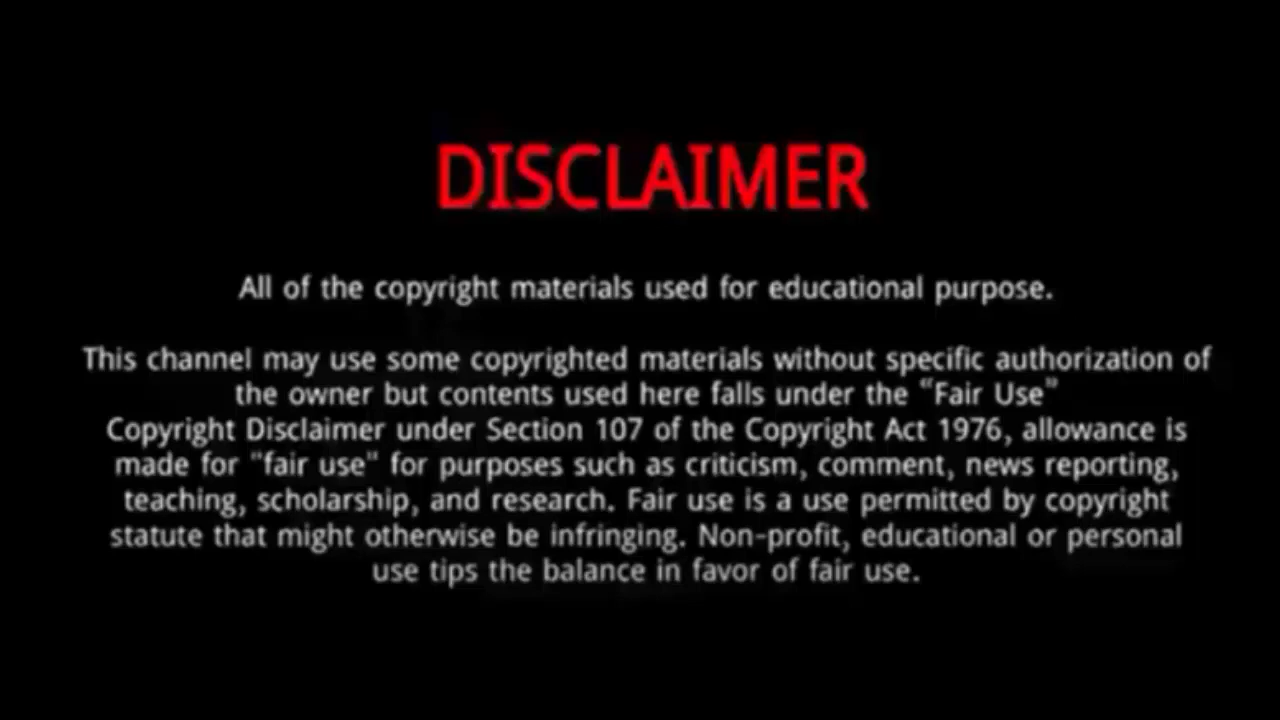 DISCLAIMER
All of the copyright materials used for educational purpose.
This channel may use some copyrighted materials without specific authorization of
the owner but contents used here falls under the “Fair Use”
Copyright Disclaimer under Section 107 of the Copyright Act 1976, allowance is
made for "fair use" for purposes such as criticism, comment, news reporting,
teaching, scholarship, and research. Fair use is a use permitted by copyright
statute that might otherwise be infringing. Non-profit, educational or personal
use tips the balance in favor of fair use.